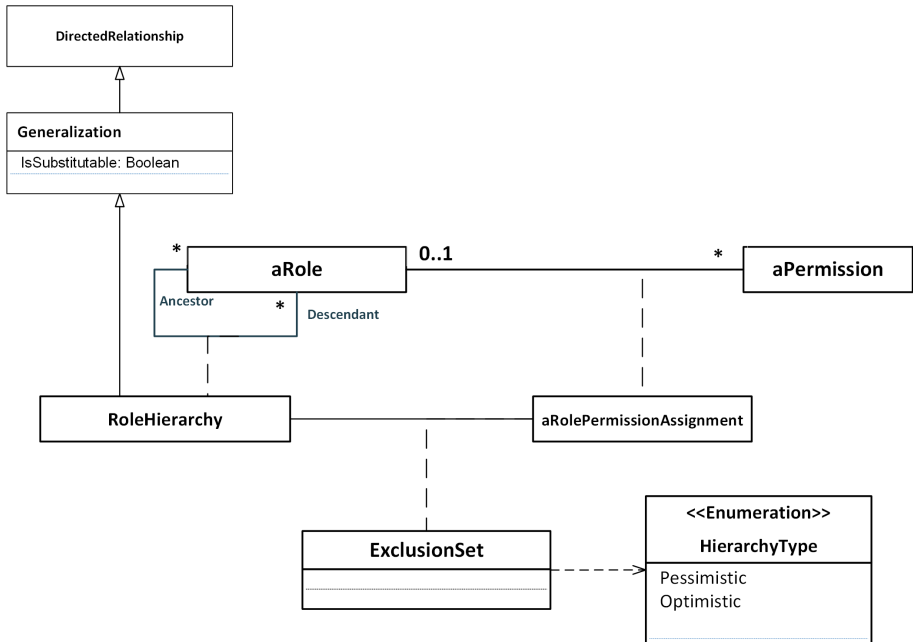 DirectedRelationship
Generalization
IsSubstitutable: Boolean
*
aRole
0..1
*
aPermission
Ancestor
*
Descendant
RoleHierarchy
aRolePermissionAssignment
ExclusionSet
<<Enumeration>>
HierarchyType
Pessimistic
Optimistic